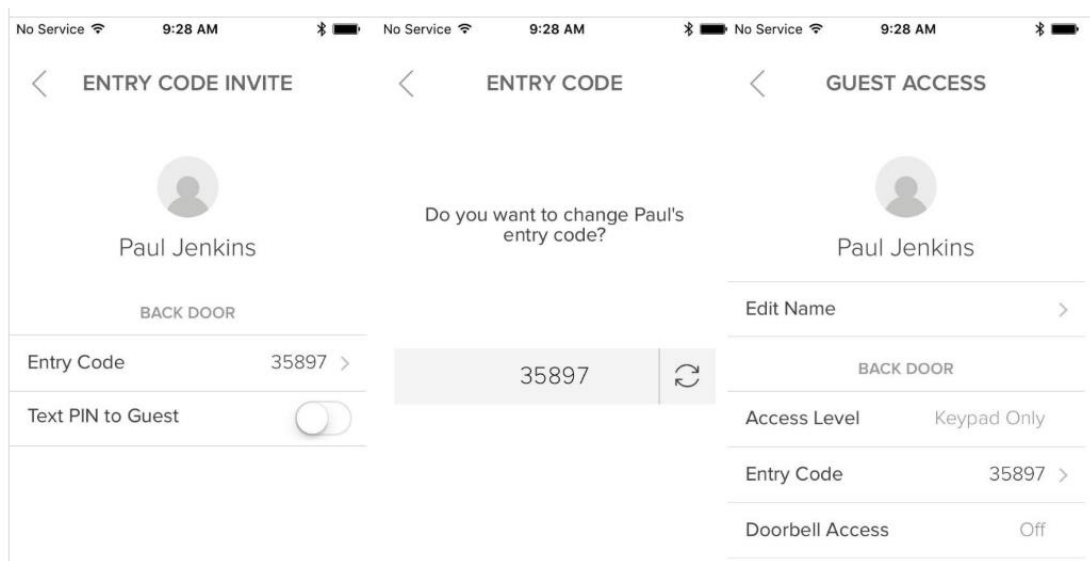 No Service 9:28 AM
ENTRY CODE INVITE
Paul Jenkins
BACK DOOR
Entry Code 35897
Text PIN to Guest
No Service 9:28 AM
ENTRY CODE
Do you want to change Paul's
entry code?
35897
No Service 9:28 AM
GUEST ACCESS
Paul Jenkins
Edit Name
BACK DOOR
Access Level Keypad Only
Entry Code 35897
Doorbell Access Off